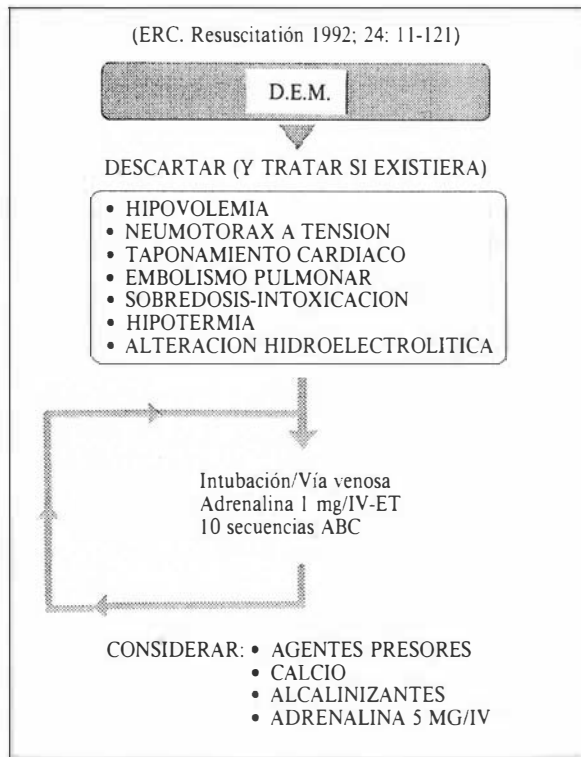 (ERC. Resuscitatión 1992; 24: 11-121)
D.E.M.
DESCARTAR (Y TRATAR SI EXISTIERA)
• HIPOVOLEMIA
• NEUMOTORAX A TENSION
• TAPONAMIENTO CARDIACO
• EMBOLISMO PULMONAR
• SOBREDOSIS-INTOXICACION
• HIPOTERMIA
• ALTERACION HIDROELECTROLITICA
Intubación/Vía venosa
Adrenalina 1 mg/IV-ET
10 secuencias ABC
CONSIDERAR: • AGENTES PRESORES
• CALCIO
• ALCALINIZANTES
• ADRENALINA 5 MG/IV